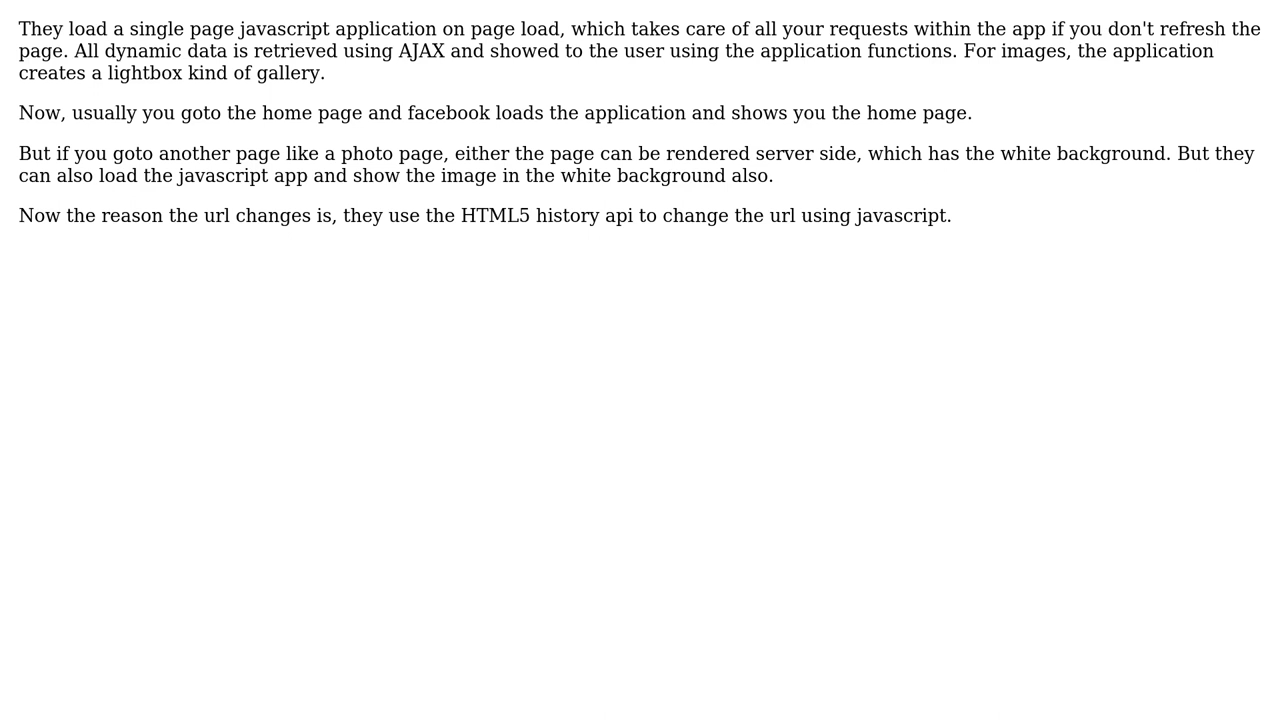 They load a single page javascript application on page load, which takes care of all your requests within the app if you don't refresh the
page. All dynamic data is retrieved using AJAX and showed to the user using the application functions. For images, the application
creates a lightbox kind of gallery.
Now, usually you goto the home page and facebook loads the application and shows you the home page.
But if you goto another page like a photo page, either the page can be rendered server side, which has the white background. But they
can also load the javascript app and show the image in the white background also.
Now the reason the url changes is, they use the HTML5 history api to change the url using javascript.